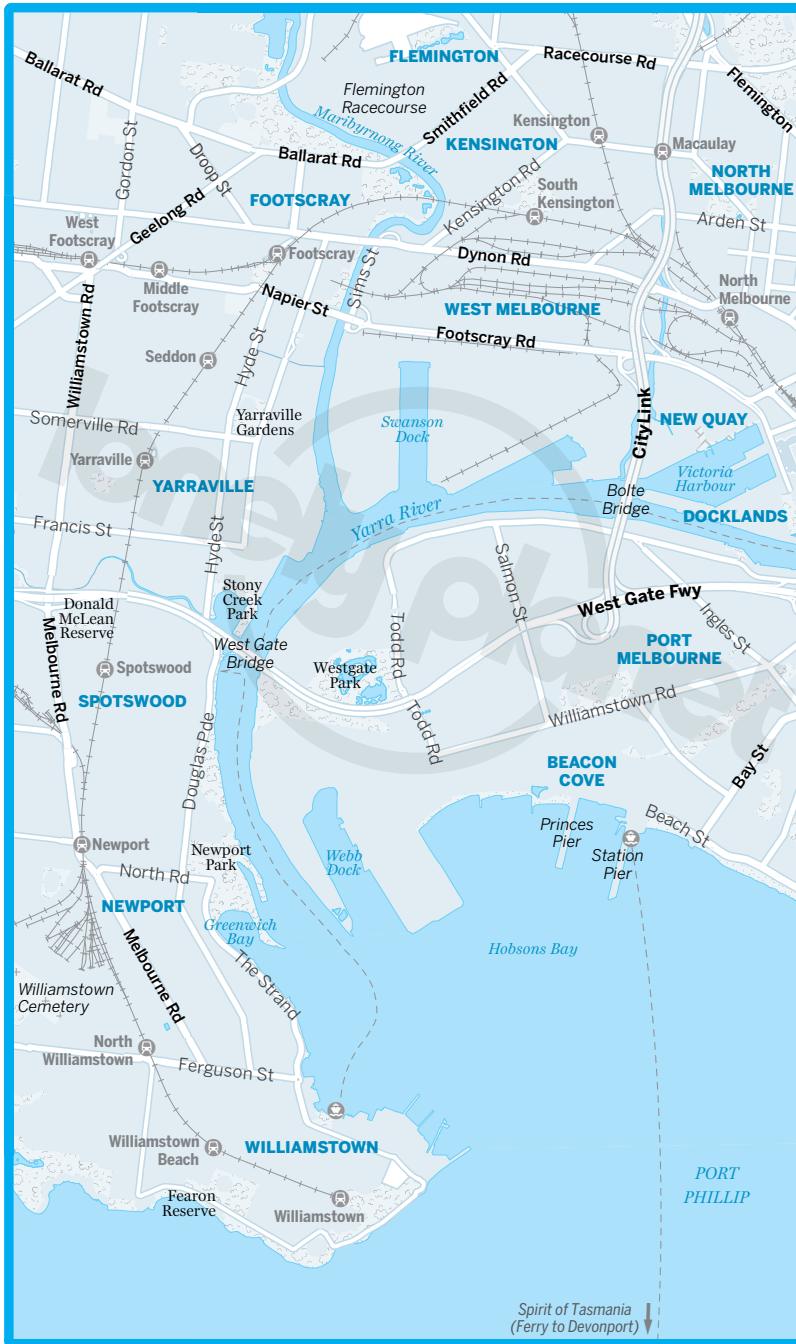 FLEMINGTON
Racecourse Rd
Ballarat Rd
Flemington
Racecourse
Smithfield Rd
Flemington
Maribyrnong River
Kensington
KENSINGTON
Macaulay
Gordon St
Droop St
Ballarat Rd
NORTH
MELBOURNE
FOOTSCRAY
Kensington Rd
South
Kensington
Geelong Rd
Arden St
West
Footscray
Footscray
Dynon Rd
Middle
Footscray
Sims St
North
Melbourne
Napier St
WEST MELBOURNE
Footscray Rd
Williamstown Rd
Seddon
Hyde St
CityLink
Somerville Rd
Yarraville
Gardens
Swanson
Dock
NEW QUAY
Yarraville
YARRAVILLE
Victoria
Harbour
Bolte
Bridge
DOCKLANDS
Yarra River
Francis St
Hyde St
Salmon St
lonely planet
Stony
Creek
Park
West Gate Fwy
Donald
McLean
Reserve
Todd Rd
Ingles St
West Gate
Bridge
Westgate
Park
PORT
MELBOURNE
Melbourne Rd
Spotswood
SPOTSWOOD
Williamstown Rd
Todd Rd
Douglas Pde
BEACON
COVE
Bay St
Beach St
Princes
Pier
Station
Pier
Newport
Newport
Park
Webb
Dock
North Rd
NEWPORT
Greenwich
Bay
Hobsons Bay
Melbourne Rd
The Strand
Williamstown
Cemetery
North
Williamstown
Ferguson St
Williamstown
Beach
WILLIAMSTOWN
PORT
PHILLIP
Fearon
Reserve
Williamstown
Spirit of Tasmania
(Ferry to Devonport)